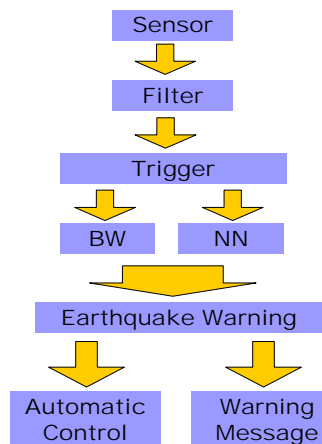 Sensor
Filter
Trigger
BW
NN
Earthquake Warning
Automatic
Control
Warning
Message